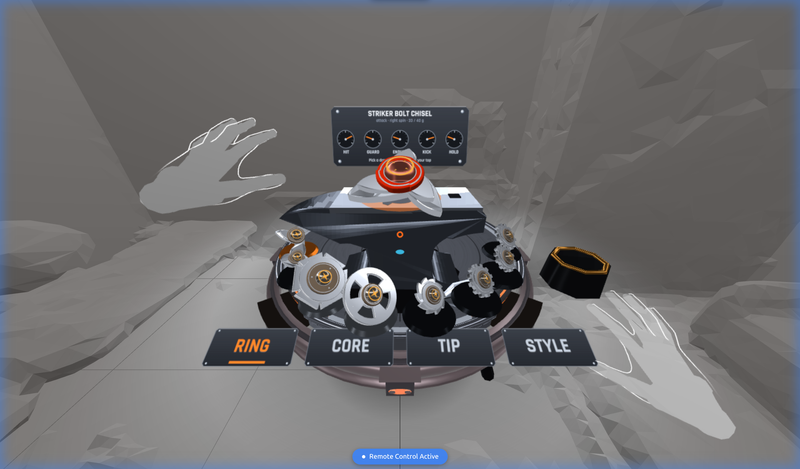 STRIKER BOLT CHISEL
HIT GUARD KICK HOLD
RING
CORE
TIP
STYLE
Remote Control Active